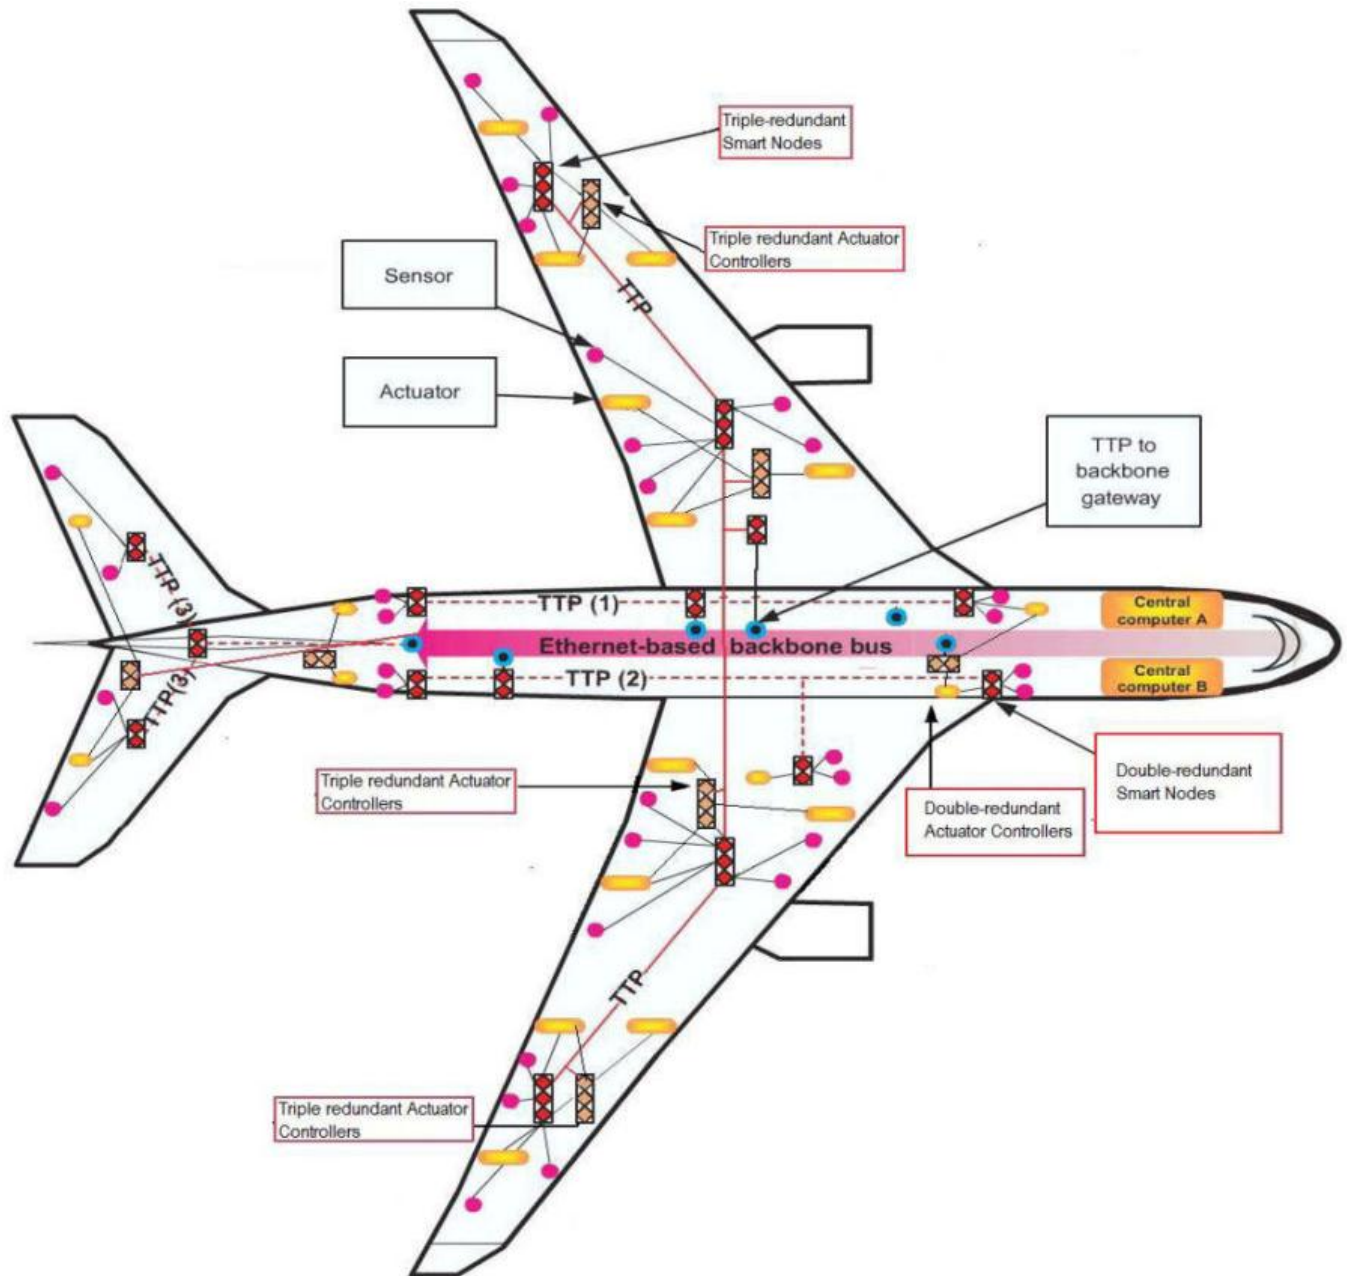 Triple-redundant
Smart Nodes
Triple redundant Actuator
Controllers
Sensor
TTP
Actuator
TTP to
backbone
gateway
TTP (3)
TTP (1)
Central
computer A
Ethernet-based backbone bus
TTP (2)
Central
computer B
TTP(3)
Triple redundant Actuator
Controllers
Double-redundant
Smart Nodes
Double-redundant
Actuator Controllers
TTP
Triple redundant Actuator
Controllers